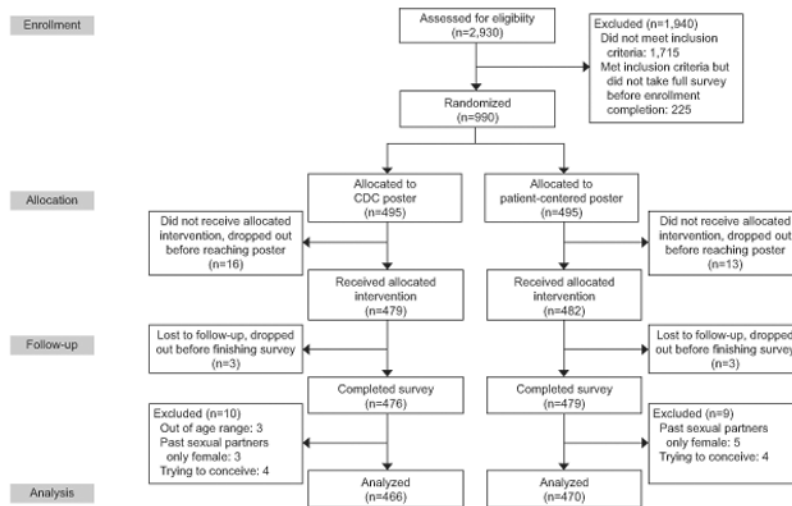 Enrollment
Assessed for eligibility
(n=2,930)
Excluded (n=1,940)
Did not meet inclusion
criteria: 1,715
Met inclusion criteria but
did not take full survey
before enrollment
completion: 225
Randomized
(n=990)
Allocation
Allocated to
CDC poster
(n=495)
Allocated to
patient-centered poster
(n=495)
Did not receive allocated
intervention, dropped out
before reaching poster
(n=16)
Did not receive allocated
intervention, dropped out
before reaching poster
(n=13)
Received allocated
intervention
(n=479)
Received allocated
intervention
(n=482)
Follow-up
Lost to follow-up, dropped
out before finishing survey
(n=3)
Lost to follow-up, dropped
out before finishing survey
(n=3)
Completed survey
(n=476)
Completed survey
(n=479)
Excluded (n=10)
Out of age range: 3
Past sexual partners
only female: 3
Trying to conceive: 4
Excluded (n=9)
Past sexual partners
only female: 5
Trying to conceive: 4
Analysis
Analyzed
(n=466)
Analyzed
(n=470)